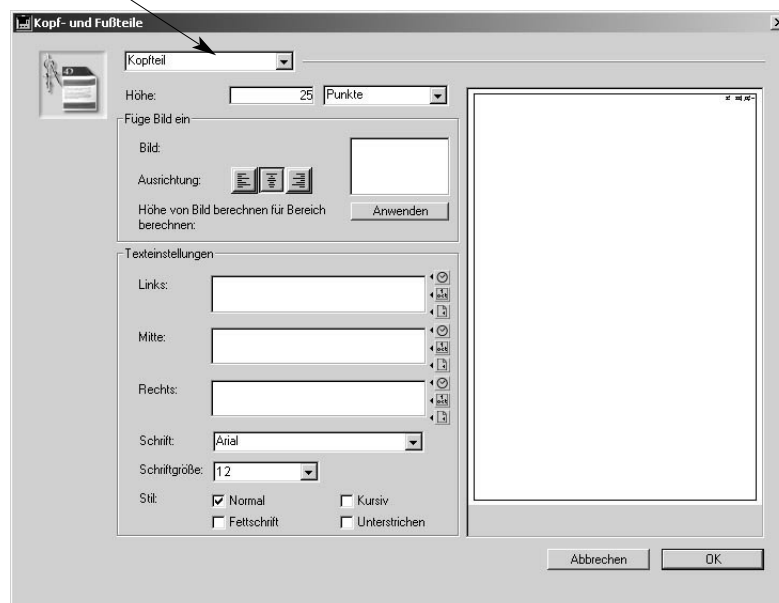 Kopf- und Fußteile
Kopfteil
Höhe: 25 Punkte
Füge Bild ein
Bild:
Ausrichtung:
Höhe von Bild berechnen für Bereich
berechnen:
Anwenden
Texteinstellungen
Links:
Mitte:
Rechts:
Schrift: Arial
Schriftgröße: 12
Stil: Normal Kursiv
Fettschrift Unterstrichen
Abbrechen OK